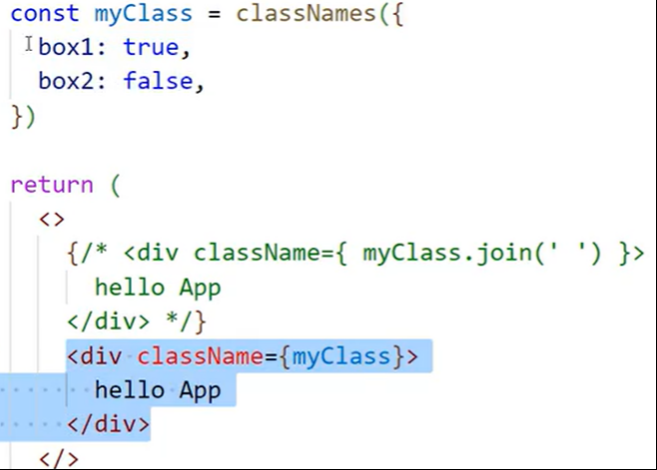 const myClass = classNames({
box1: true,
box2: false,
})
return (
<>
{/* <div className={ myClass.join(' ') }>
hello App
</div> */}
<div className={myClass}>
hello App
</div>
</>